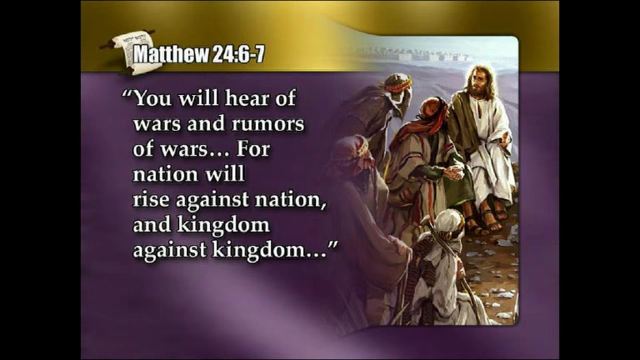 Matthew 24:6-7
“You will hear of
wars and rumors
of wars... For
nation will
rise against nation,
and kingdom
against kingdom...”